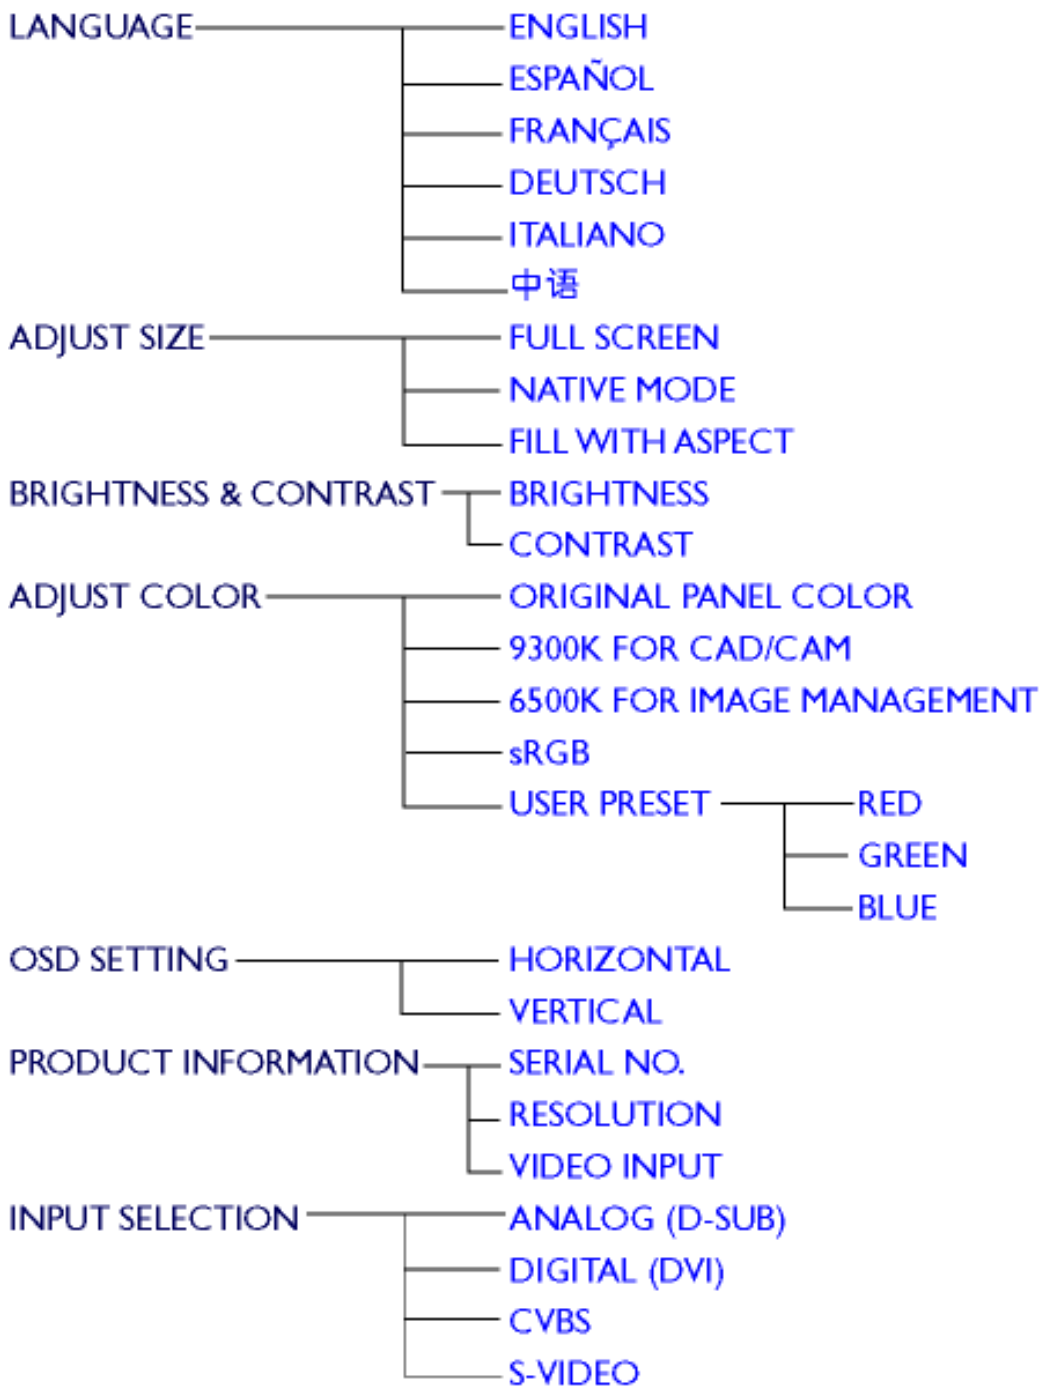 LANGUAGE ENGLISH
ESPAÑOL
FRANÇAIS
DEUTSCH
ITALIANO
中语
ADJUST SIZE FULL SCREEN
NATIVE MODE
FILL WITH ASPECT
BRIGHTNESS & CONTRAST BRIGHTNESS
CONTRAST
ADJUST COLOR ORIGINAL PANEL COLOR
9300K FOR CAD/CAM
6500K FOR IMAGE MANAGEMENT
sRGB
USER PRESET RED
GREEN
BLUE
OSD SETTING HORIZONTAL
VERTICAL
PRODUCT INFORMATION SERIAL NO.
RESOLUTION
VIDEO INPUT
INPUT SELECTION ANALOG (D-SUB)
DIGITAL (DVI)
CVBS
S-VIDEO